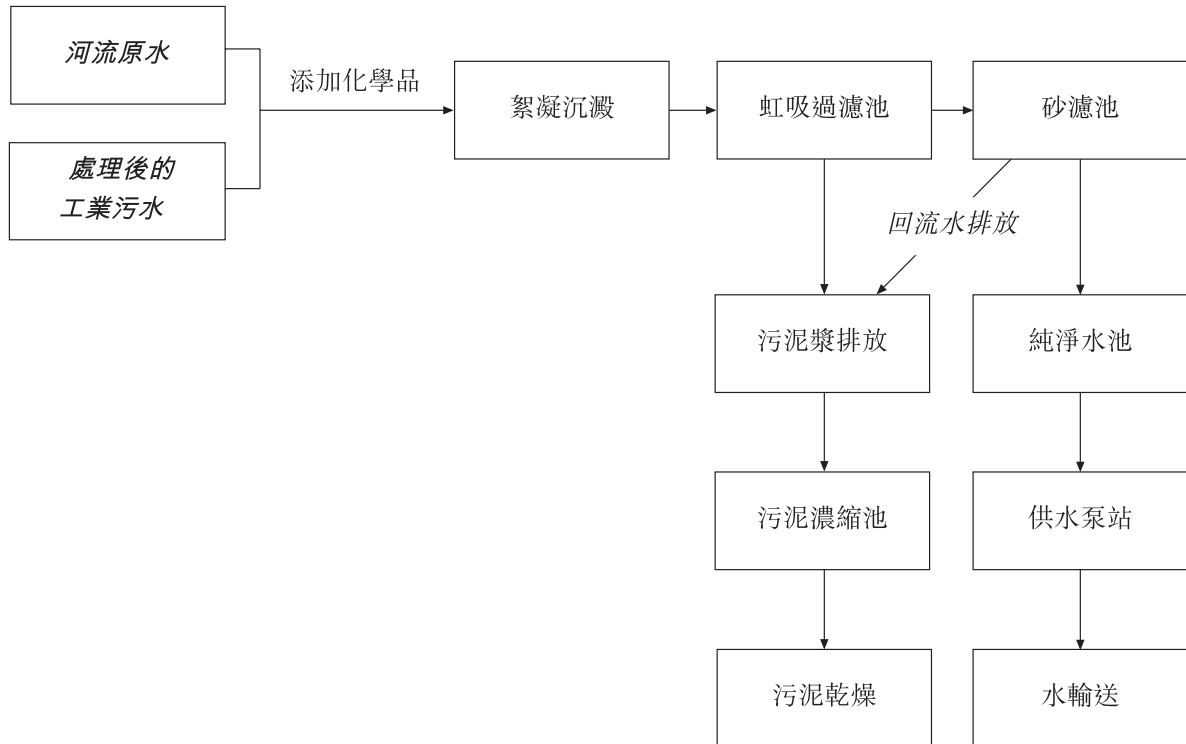 河流原水
添加化學品
處理後的
工業污水
絮凝沉澱
虹吸過濾池
砂濾池
回流水排放
污泥漿排放
純淨水池
污泥濃縮池
供水泵站
污泥乾燥
水輸送